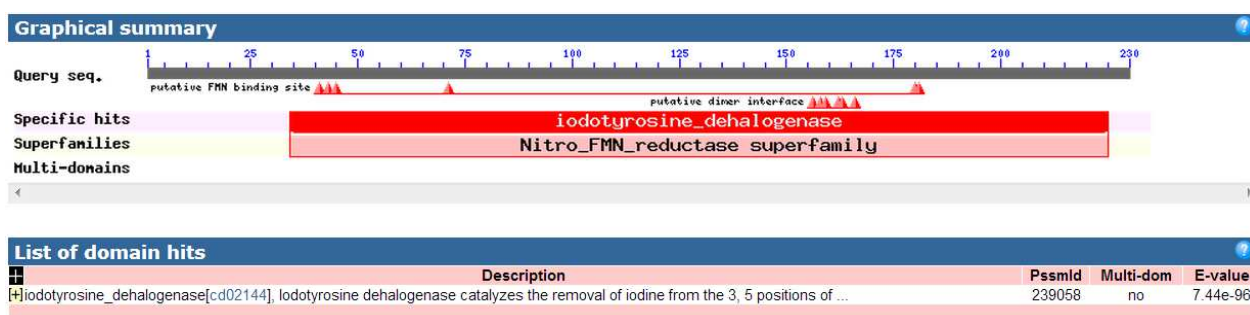 Graphical summary
1 25 50 75 100 125 150 175 200 230
Query seq.
putative FMN binding site
putative dimer interface
Specific hits iodotyrosine_dehalogenase
Superfamilies Nitro_FMN_reductase superfamily
Multi-domains
List of domain hits
Description PssmId Multi-dom E-value
[+]iodotyrosine_dehalogenase[cd02144], Iodotyrosine dehalogenase catalyzes the removal of iodine from the 3, 5 positions of ... 239058 no 7.44e-96